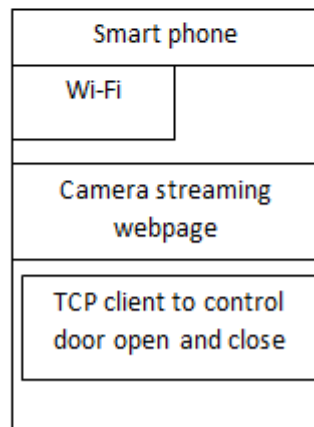 Smart phone
Wi-Fi
Camera streaming
webpage
TCP client to control
door open and close